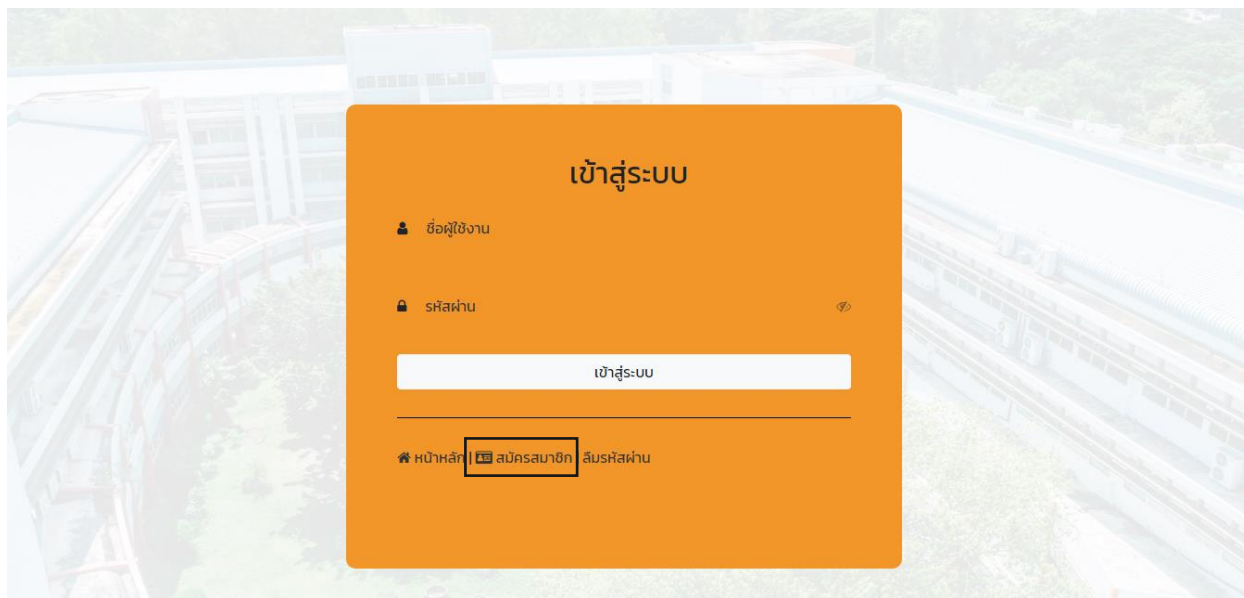 เข้าสู่ระบบ
ชื่อผู้ใช้งาน
รหัสผ่าน
เข้าสู่ระบบ
หน้าหลัก | สมัครสมาชิก ลืมรหัสผ่าน